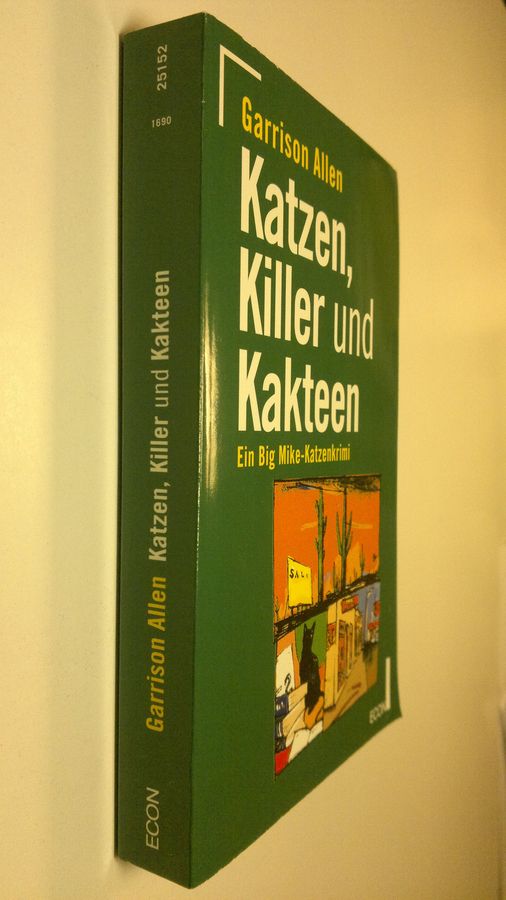 25152
1690
Garrison Allen Katzen, Killer und Kakteen
ECON
Garrison Allen
Katzen,
Killer und
Kakteen
Ein Big Mike-Katzenkrimi
SALE
?
ECON